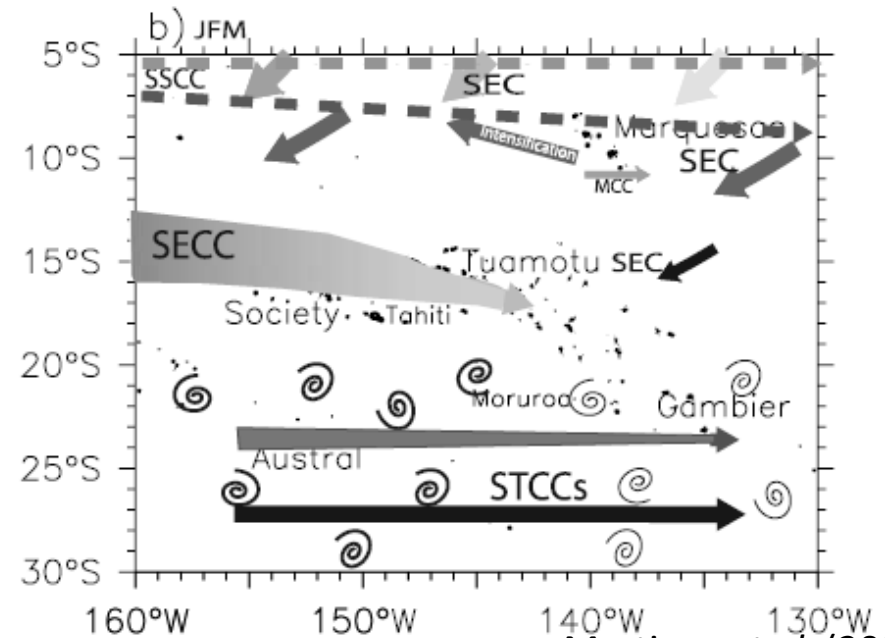 b) JFM
5°S
SSCC
SEC
Marquesas
Intensification
10°S
SEC
MCC
SECC
15°S
Tuamotu SEC
Society
Tahiti
20°S
Moruroa
Gambier
Austral
25°S
STCCs
30°S
160°W 150°W 140°W 130°W